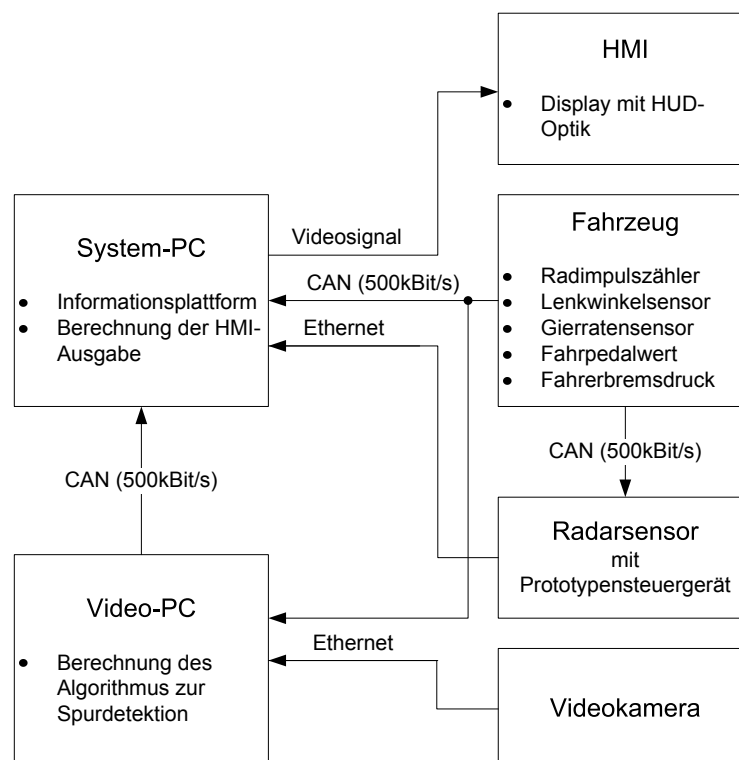 HMI
• Display mit HUD-
Optik
System-PC
• Informationsplattform
• Berechnung der HMI-
Ausgabe
Videosignal
CAN (500kBit/s)
Ethernet
Fahrzeug
• Radimpulszähler
• Lenkwinkelsensor
• Gierratensensor
• Fahrpedalwert
• Fahrerbremsdruck
CAN (500kBit/s)
CAN (500kBit/s)
Radarsensor
mit
Prototypensteuergerät
Video-PC
• Berechnung des
Algorithmus zur
Spurdetektion
Ethernet
Videokamera